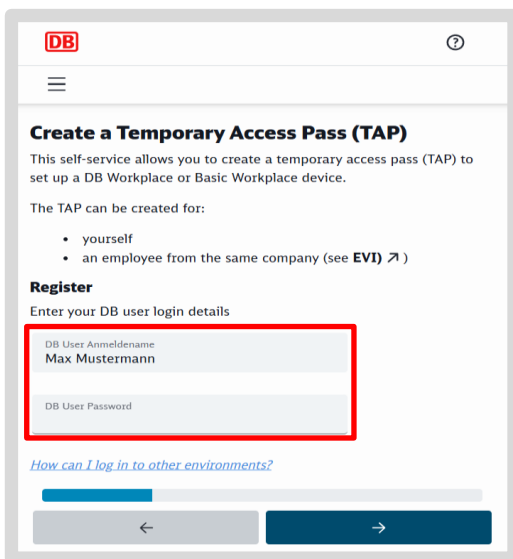 DB
Create a Temporary Access Pass (TAP)
This self-service allows you to create a temporary access pass (TAP) to
set up a DB Workplace or Basic Workplace device.
The TAP can be created for:
• yourself
• an employee from the same company (see EVI) ↗ )
Register
Enter your DB user login details
DB User Anmeldename
Max Mustermann
DB User Password
How can I log in to other environments?